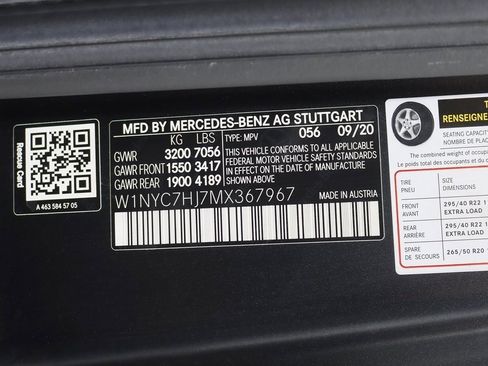 MFD BY MERCEDES-BENZ AG STUTTGART
KG LBS TYPE: MPV 056 09/20
GVWR 3200 7056
GAWR FRONT 1550 3417
GAWR REAR 1900 4189
THIS VEHICLE CONFORMS TO ALL APPLICABLE
FEDERAL MOTOR VEHICLE SAFETY STANDARDS
IN EFFECT ON THE DATE OF MANUFACTURE
SHOWN ABOVE.
W1NYC7HJ7MX367967
MADE IN AUSTRIA
Rescue Card
A 463 584 57 05
RENSEIGNE
SEATING CAPACITY
NOMBRE DE PLAC
The combined weight of occup
Le poids total des occupants e
TIRE
PNEU
SIZE
DIMENSIONS
FRONT
AVANT
295/40 R22 1
EXTRA LOAD
REAR
ARRIÈRE
295/40 R22 1
EXTRA LOAD
SPARE
DE SECOURS
265/50 R20 1